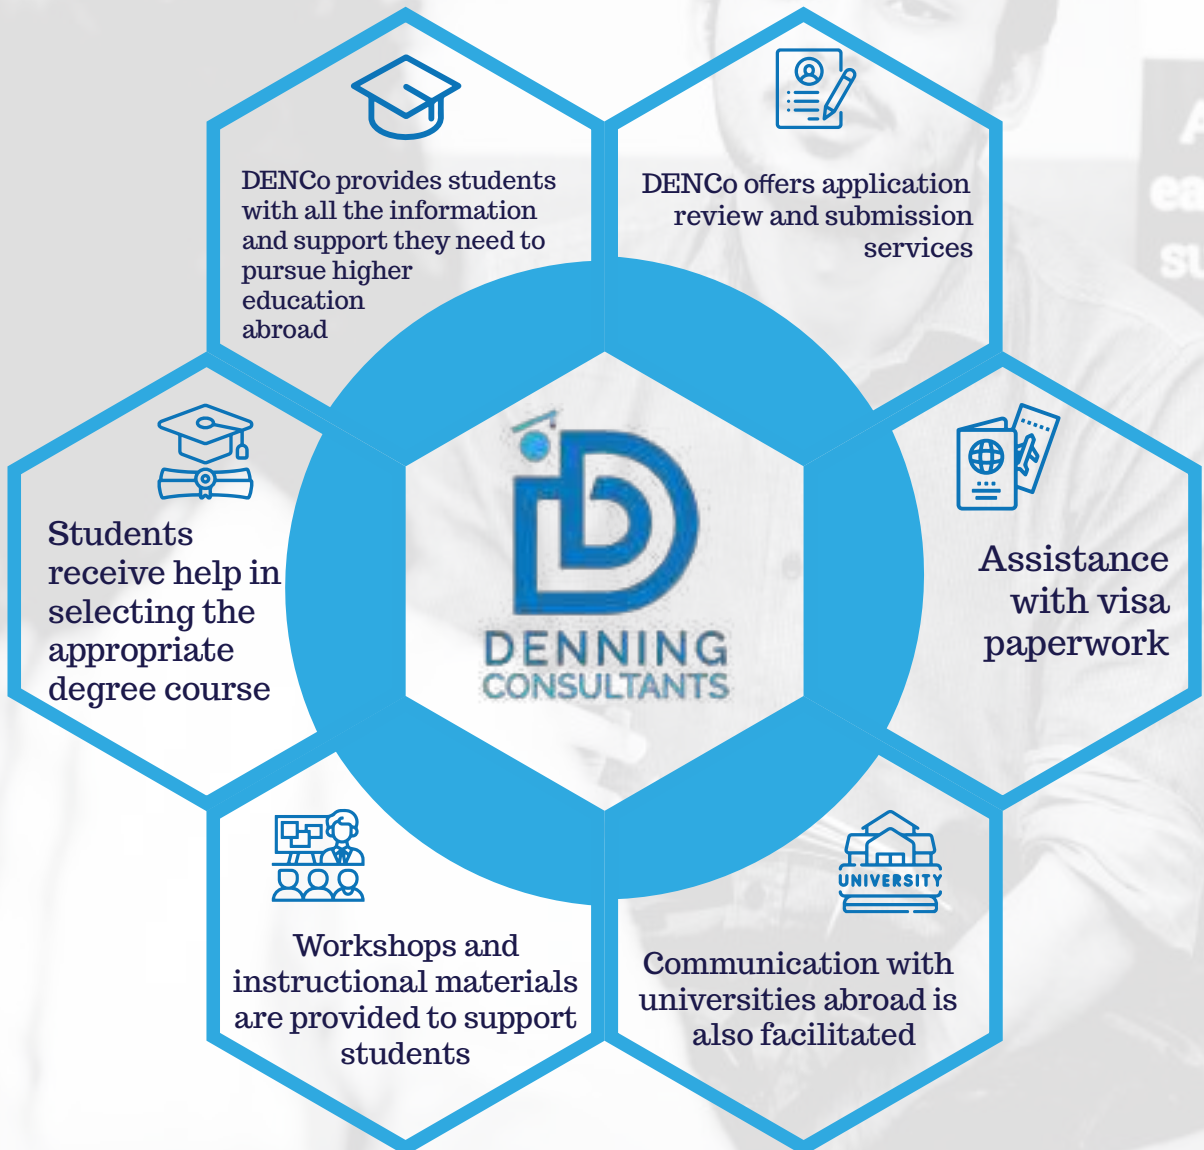 DENCo provides students
with all the information
and support they need to
pursue higher
education
abroad
DENCo offers application
review and submission
services
Students
receive help in
selecting the
appropriate
degree course
DENNING
CONSULTANTS
Assistance
with visa
paperwork
Workshops and
instructional materials
are provided to support
students
UNIVERSITY
Communication with
universities abroad is
also facilitated